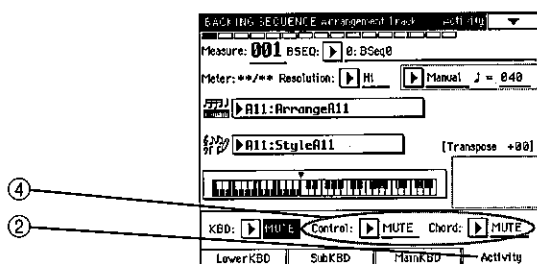 BACKING SEQUENCE Arrangement Track Activity
Measure: 001 BSEQ: 0: BSeq0
Meter: **/** Resolution: Hi Manual ♩ = 040
A11:ArrangeA11
A11:StyleA11
[Transpose +00]
④
KBD: MUTE Control: MUTE Chord: MUTE
②
LowerKBD SubKBD MainKBD Activity